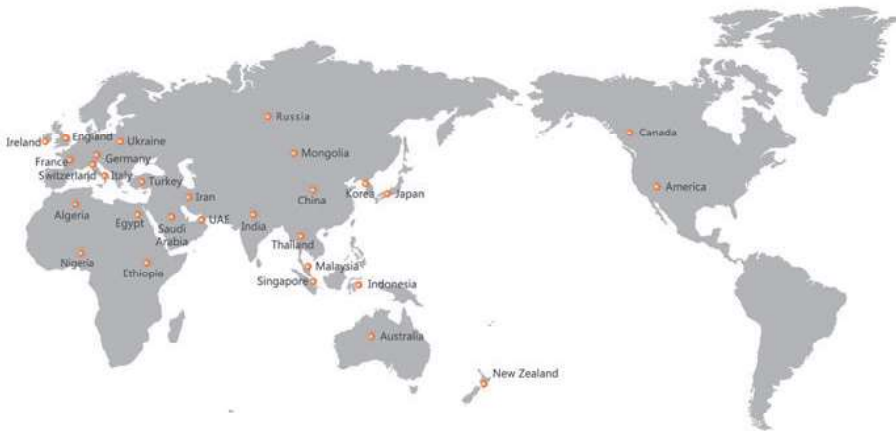 Russia
Canada
England
Ireland
Ukraine
Mongolia
Germany
France
Switzerland
Italy
Turkey
Iran
China
Korea
Japan
America
Algeria
Egypt
Saudi
Arabia
UAE
India
Thailand
Nigeria
Ethiopie
Malaysia
Singapore
Indonesia
Australia
New Zealand